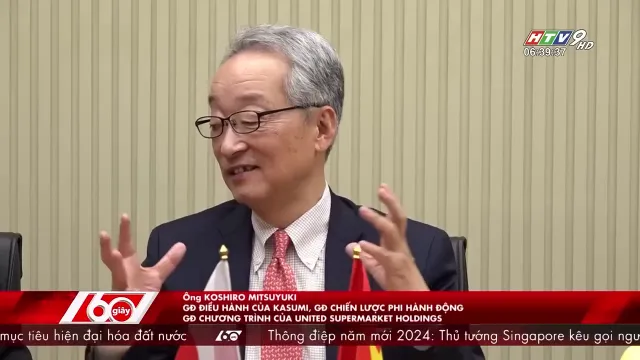 HTV9 HD
06:39:37
60 giây
Ông KOSHIRO MITSUYUKI
GĐ ĐIỀU HÀNH CỦA KASUMI, GĐ CHIẾN LƯỢC PHI HÀNH ĐỘNG
GĐ CHƯƠNG TRÌNH CỦA UNITED SUPERMARKET HOLDINGS
mục tiêu hiện đại hóa đất nước 60 Thông điệp năm mới 2024: Thủ tướng Singapore kêu gọi